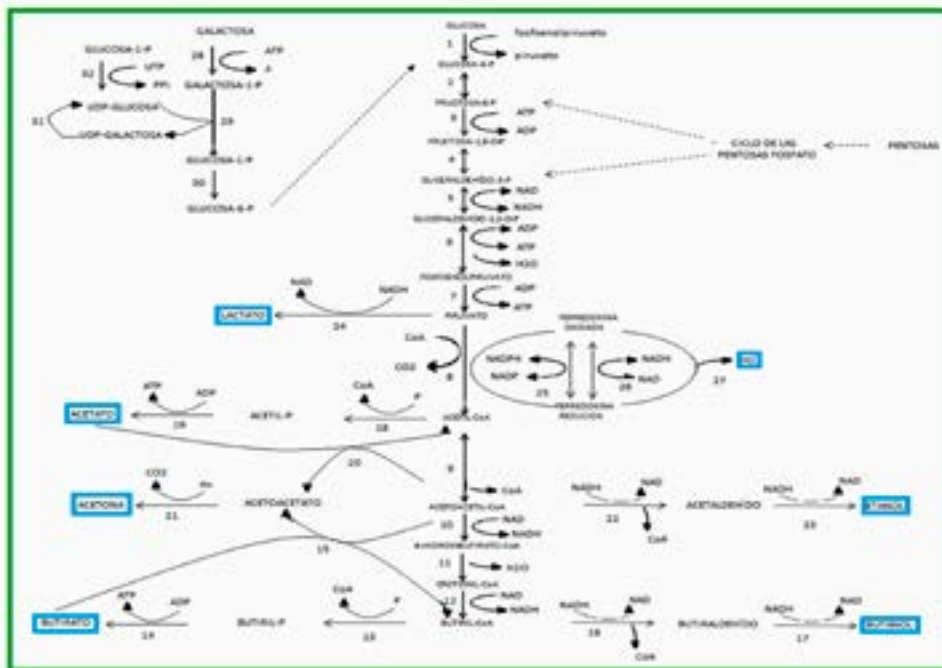 GALACTOSA
GLUCOSA-1-P
28
ATP
UTP
32
PPi
GALACTOSA-1-P
UDP-GLUCOSA
31
29
UDP-GALACTOSA
GLUCOSA-1-P
30
GLUCOSA-6-P
GLUCOSA
1
fosfoenolpiruvato
piruvato
GLUCOSA-6-P
2
FRUCTOSA-6-P
3
ATP
ADP
4
CICLO DE LAS
PENTOSAS FOSFATO
PENTOSAS
GLICERALDEHÍDO-3-P
5
NAD
NADH
6
ADP
ATP
H2O
FOSFOENOLPIRUVATO
7
ADP
ATP
PIRUVATO
NAD
NADH
LACTATO
24
FERREDOXINA
OXIDADA
CoA
CO2
8
NADPH
NADP
25
NADH
NAD
26
27
FERREDOXINA
REDUCIDA
ATP
ADP
CoA
P
ACETATO
19
ACETIL-P
18
ACETIL-CoA
20
9
CoA
CO2
ACETONA
21
ACETOACETATO
ACETOACETIL-CoA
NADH
NAD
22
CoA
ACETALDEHÍDO
NADH
NAD
23
ETANOL
10
NAD
NADH
15
11
H2O
CROTONIL-CoA
12
NAD
NADH
BUTIRIL-CoA
ATP
ADP
CoA
P
BUTIRATO
14
BUTIRIL-P
13
NADH
NAD
CoA
BUTIRALDEHÍDO
NADH
NAD
17
BUTANOL